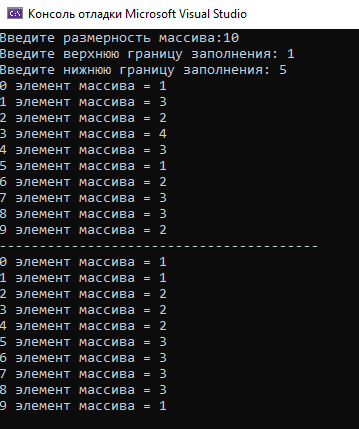 Консоль отладки Microsoft Visual Studio
Введите размерность массива:10
Введите верхнюю границу заполнения: 1
Введите нижнюю границу заполнения: 5
0 элемент массива = 1
1 элемент массива = 3
2 элемент массива = 2
3 элемент массива = 4
4 элемент массива = 3
5 элемент массива = 1
6 элемент массива = 2
7 элемент массива = 3
8 элемент массива = 3
9 элемент массива = 2
----------------------------------------
0 элемент массива = 1
1 элемент массива = 1
2 элемент массива = 2
3 элемент массива = 2
4 элемент массива = 2
5 элемент массива = 3
6 элемент массива = 3
7 элемент массива = 3
8 элемент массива = 3
9 элемент массива = 1